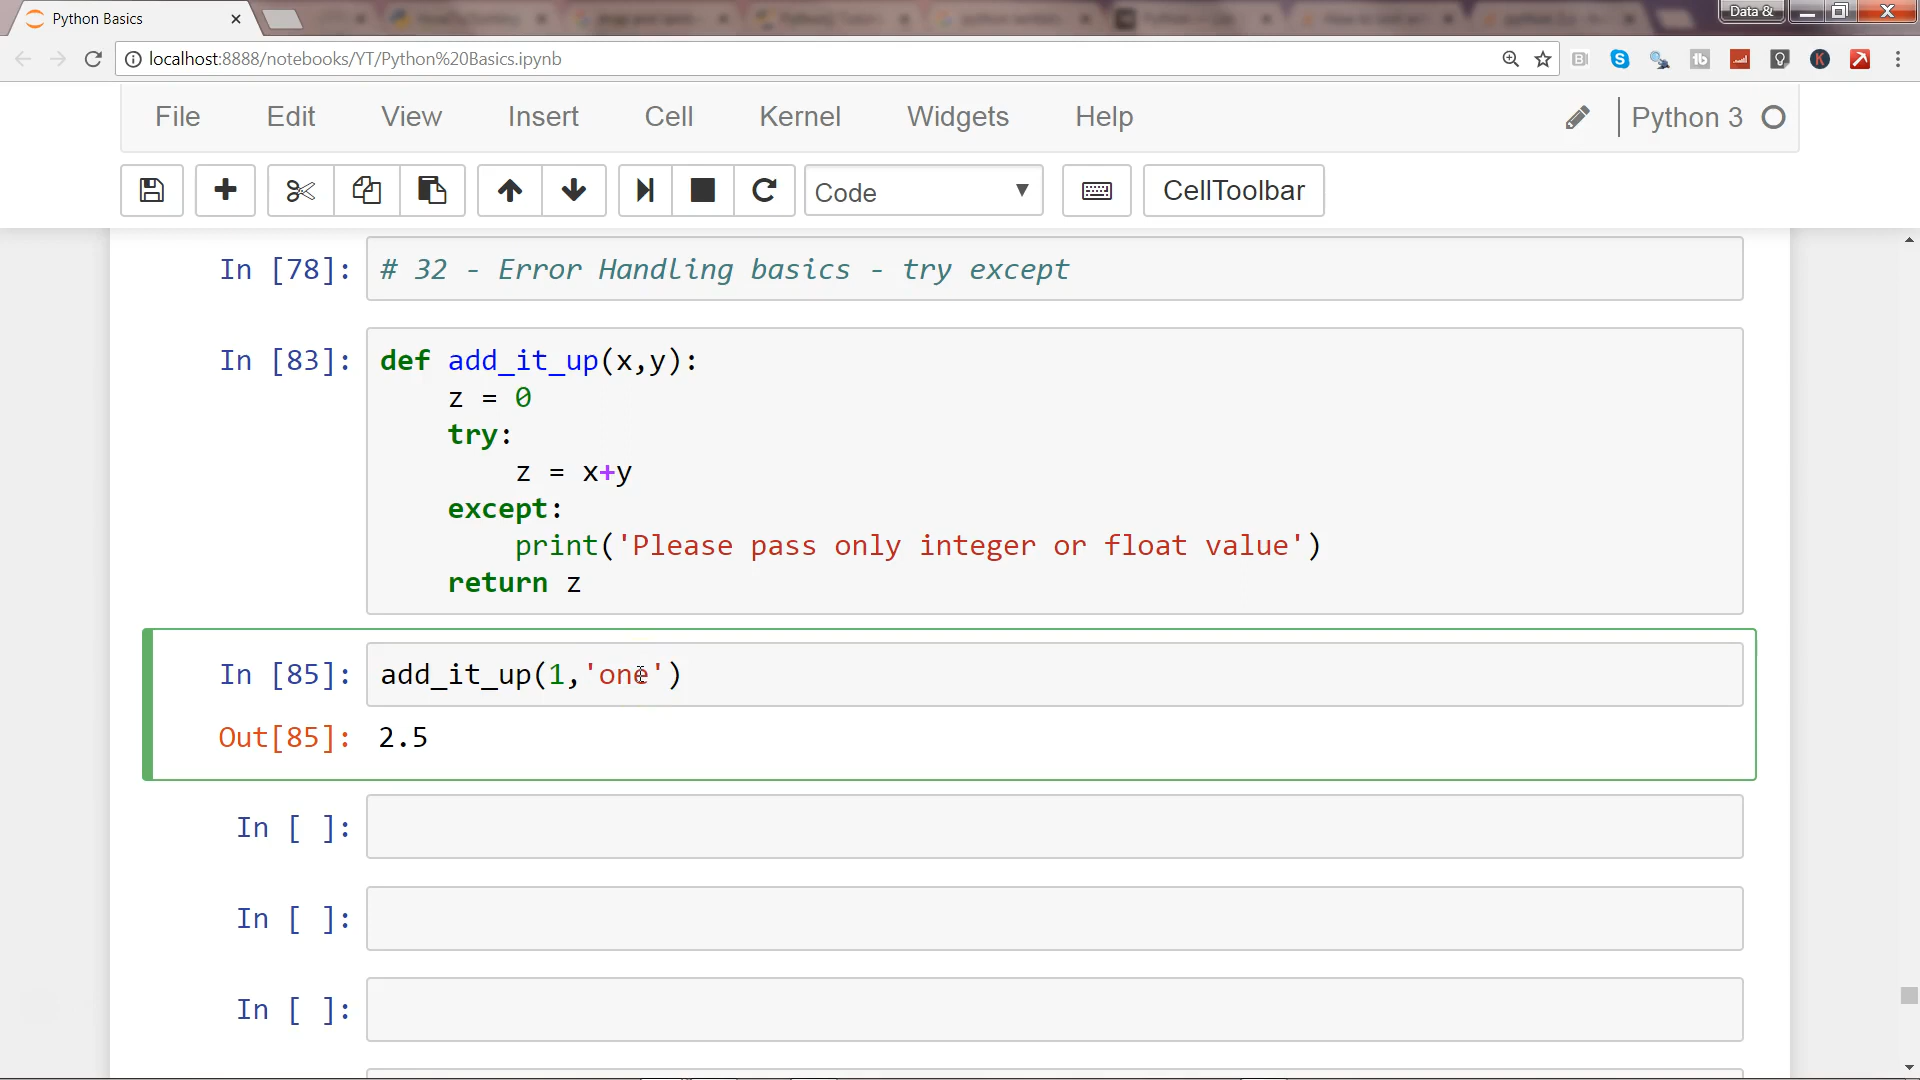 Python Basics
Data &
localhost:8888/notebooks/YT/Python%20Basics.ipynb
File Edit View Insert Cell Kernel Widgets Help Python 3
Code CellToolbar
In [78]: # 32 - Error Handling basics - try except
In [83]: def add_it_up(x,y):
z = 0
try:
z = x+y
except:
print('Please pass only integer or float value')
return z
In [85]: add_it_up(1,'one')
Out[85]: 2.5
In [ ]:
In [ ]:
In [ ]: